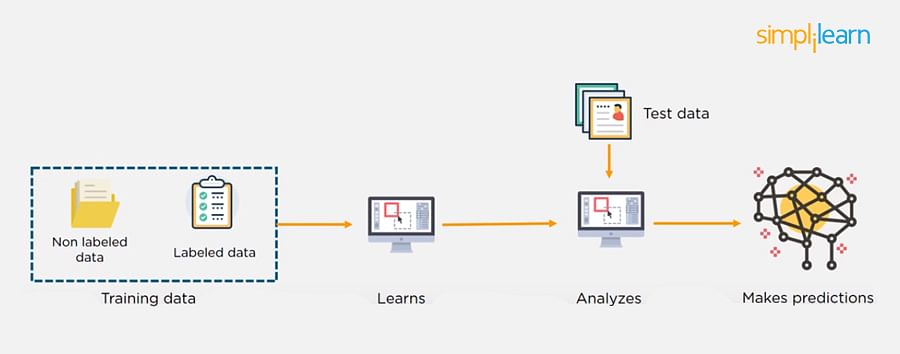 simplilearn
Test data
Non labeled
data
Labeled data
Training data
Learns
Analyzes
Makes predictions